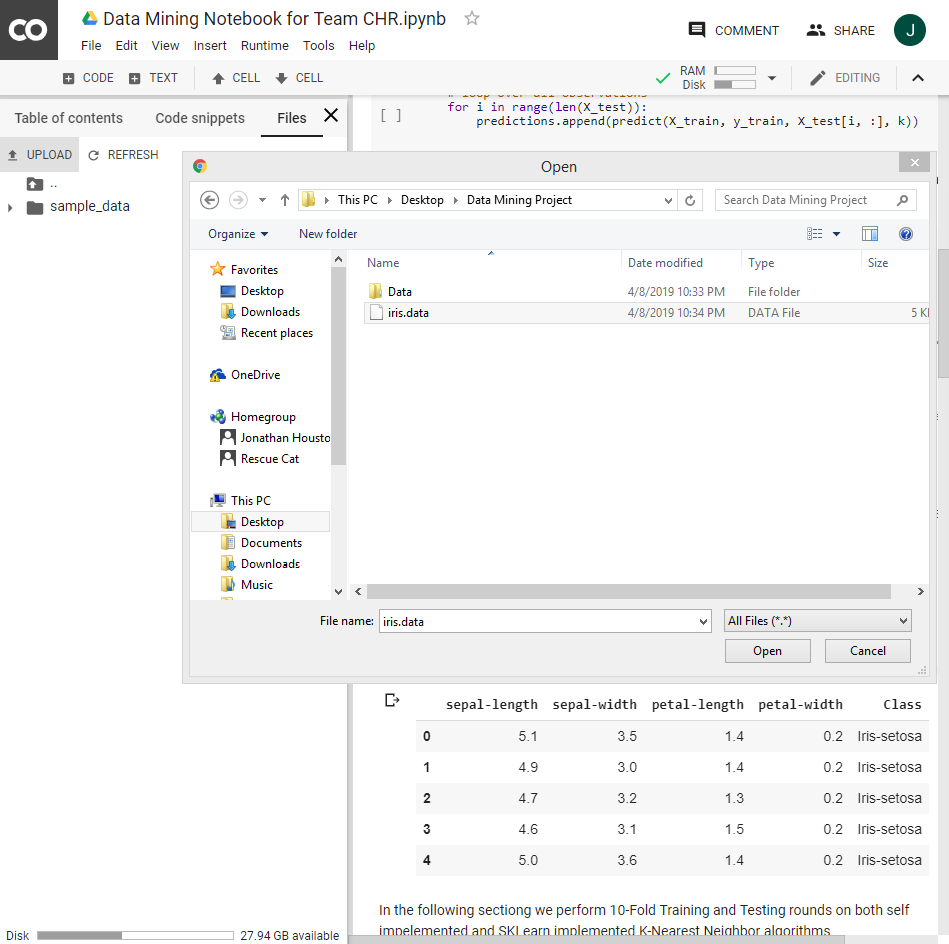 CO
Data Mining Notebook for Team CHR.ipynb
File Edit View Insert Runtime Tools Help
COMMENT SHARE J
CODE TEXT CELL CELL
RAM
Disk
EDITING
Table of contents Code snippets Files
UPLOAD REFRESH
..
sample_data
# loop over all observations
[ ] for i in range(len(X_test)):
predictions.append(predict(X_train, y_train, X_test[i, :], k))
Open
This PC Desktop Data Mining Project
Search Data Mining Project
Organize New folder
Name Date modified Type Size
Data 4/8/2019 10:33 PM File folder
iris.data 4/8/2019 10:34 PM DATA File 5 K
Favorites
Desktop
Downloads
Recent places
OneDrive
Homegroup
Jonathan Housto
Rescue Cat
This PC
Desktop
Documents
Downloads
Music
File name: iris.data All Files (*.*)
Open Cancel
sepal-length sepal-width petal-length petal-width Class
0 5.1 3.5 1.4 0.2 Iris-setosa
1 4.9 3.0 1.4 0.2 Iris-setosa
2 4.7 3.2 1.3 0.2 Iris-setosa
3 4.6 3.1 1.5 0.2 Iris-setosa
4 5.0 3.6 1.4 0.2 Iris-setosa
In the following sectiong we perform 10-Fold Training and Testing rounds on both self
impelemented and SKLearn implemented K-Nearest Neighbor algorithms
Disk 27.94 GB available